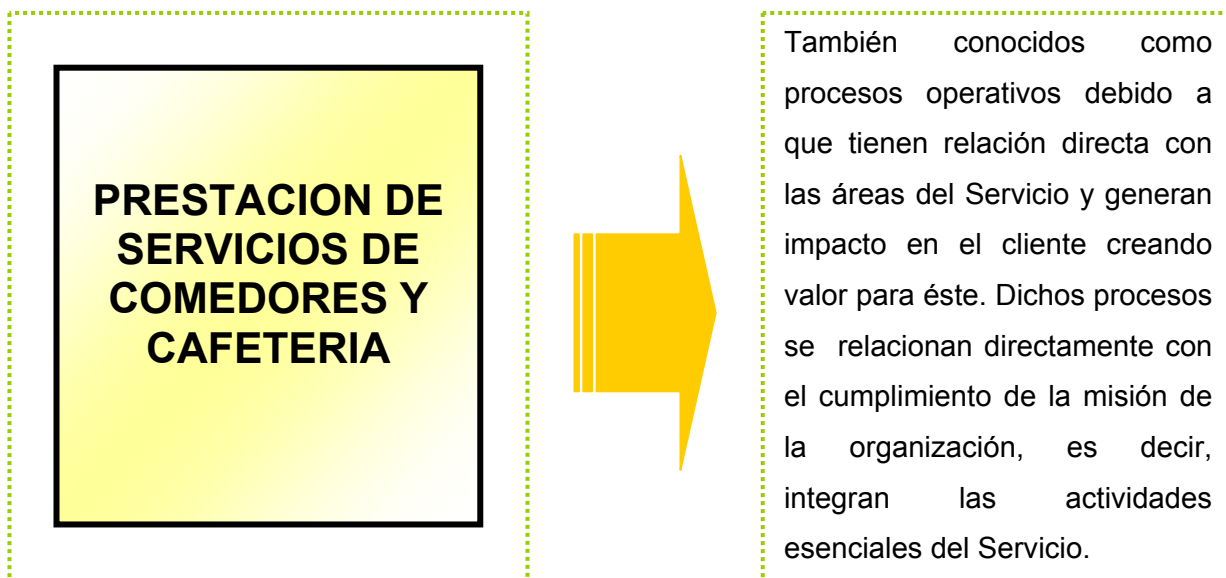 PRESTACION DE
SERVICIOS DE
COMEDORES Y
CAFETERIA
También conocidos como
procesos operativos debido a
que tienen relación directa con
las áreas del Servicio y generan
impacto en el cliente creando
valor para éste. Dichos procesos
se relacionan directamente con
el cumplimiento de la misión de
la organización, es decir,
integran las actividades
esenciales del Servicio.